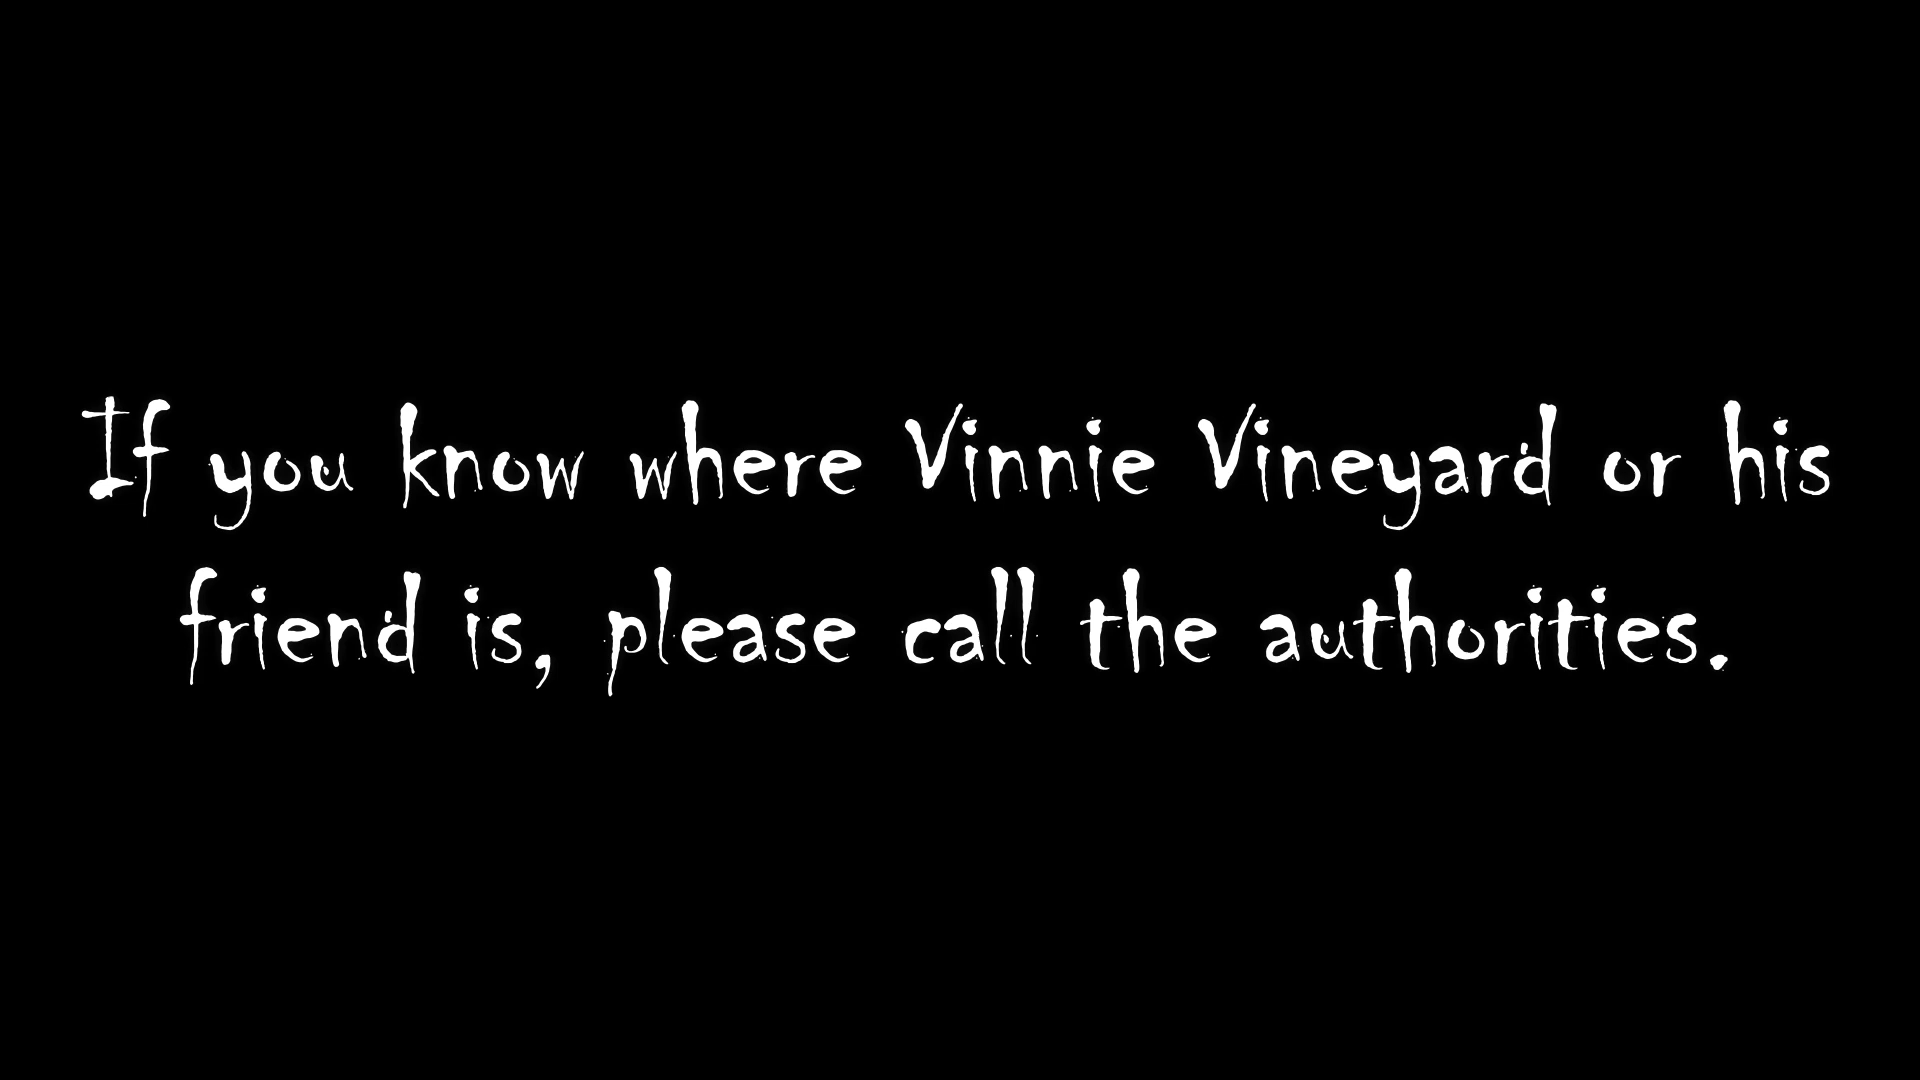 If you know where Vinnie Vineyard or his
friend is, please call the authorities.